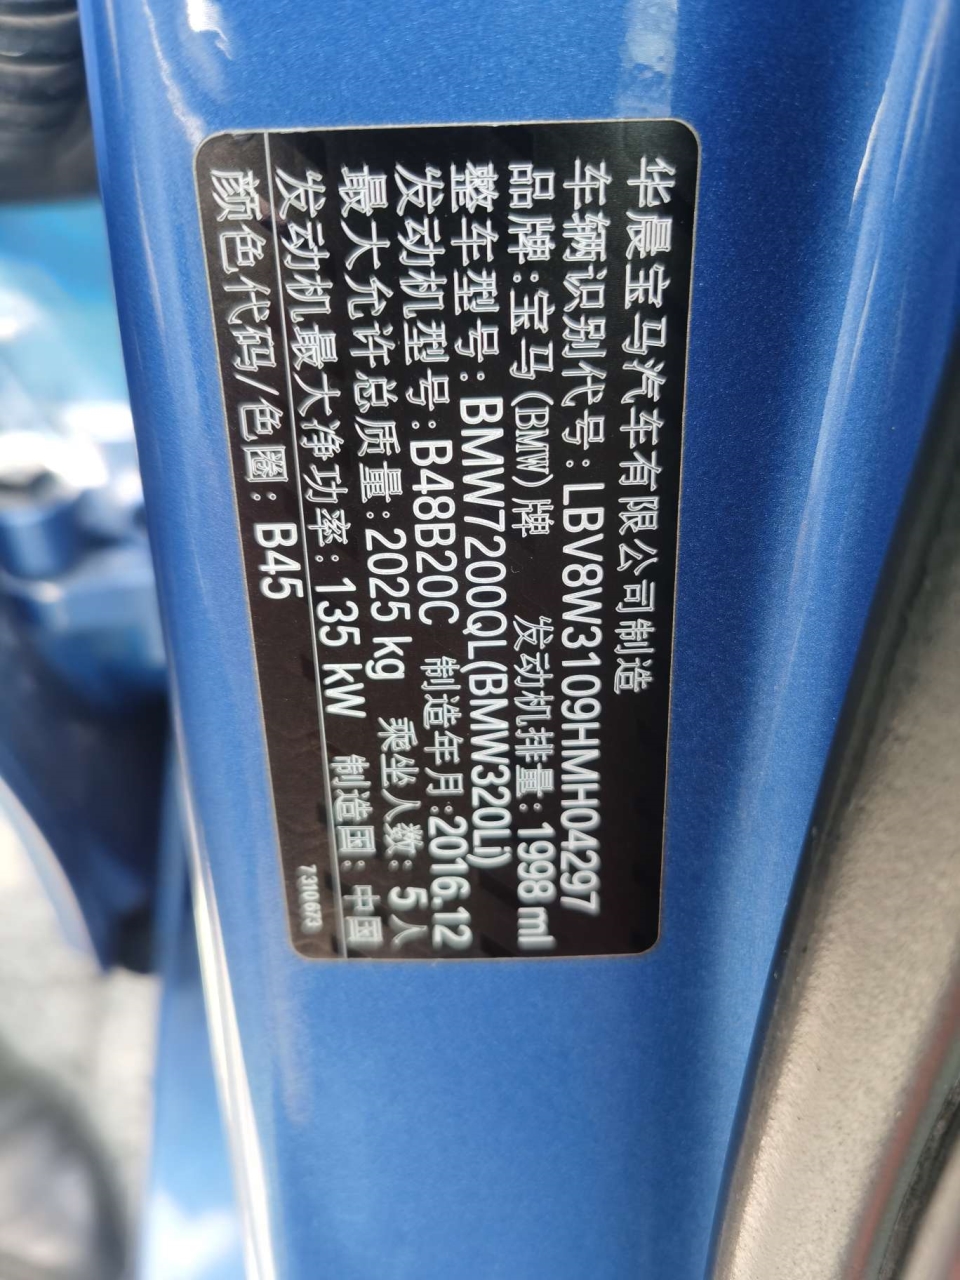 华晨宝马汽车有限公司制造
车辆识别代号:LBV8W3109HMH04297
品牌:宝马(BMW)牌 发动机排量:1998 ml
整车型号:BMW7200QL(BMW320Li)
发动机型号:B48B20C 制造年月:2016.12
最大允许总质量:2025 kg 乘坐人数:5人
发动机最大净功率:135 kW 制造国:中国
颜色代码/色圈:B45
7310673